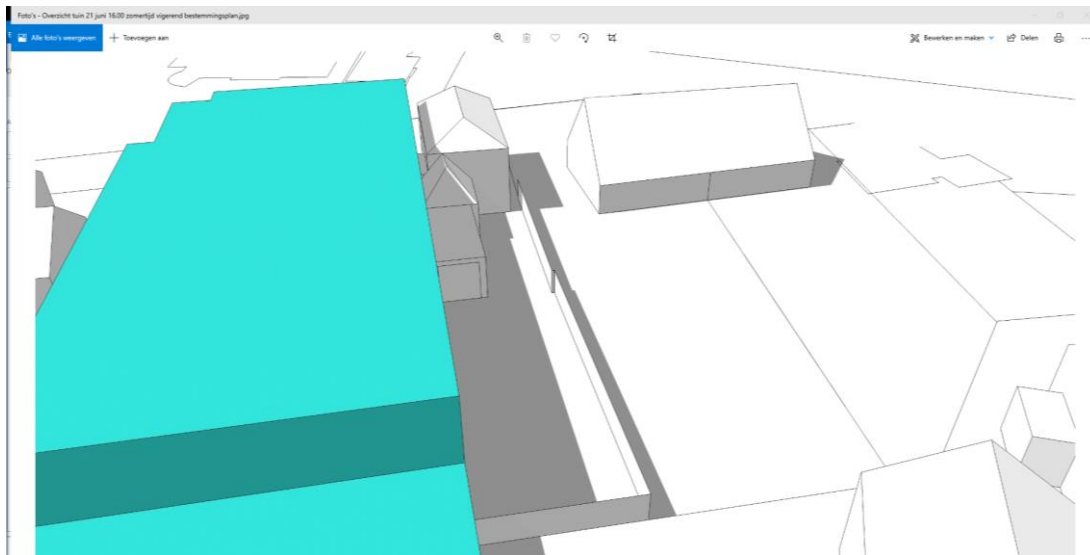 Foto's - Overzicht tuin 21 juni 16.00 zomertijd vigerend bestemmingsplan.jpg
Alle foto's weergeven
Toevoegen aan
Bewerken en maken
Delen